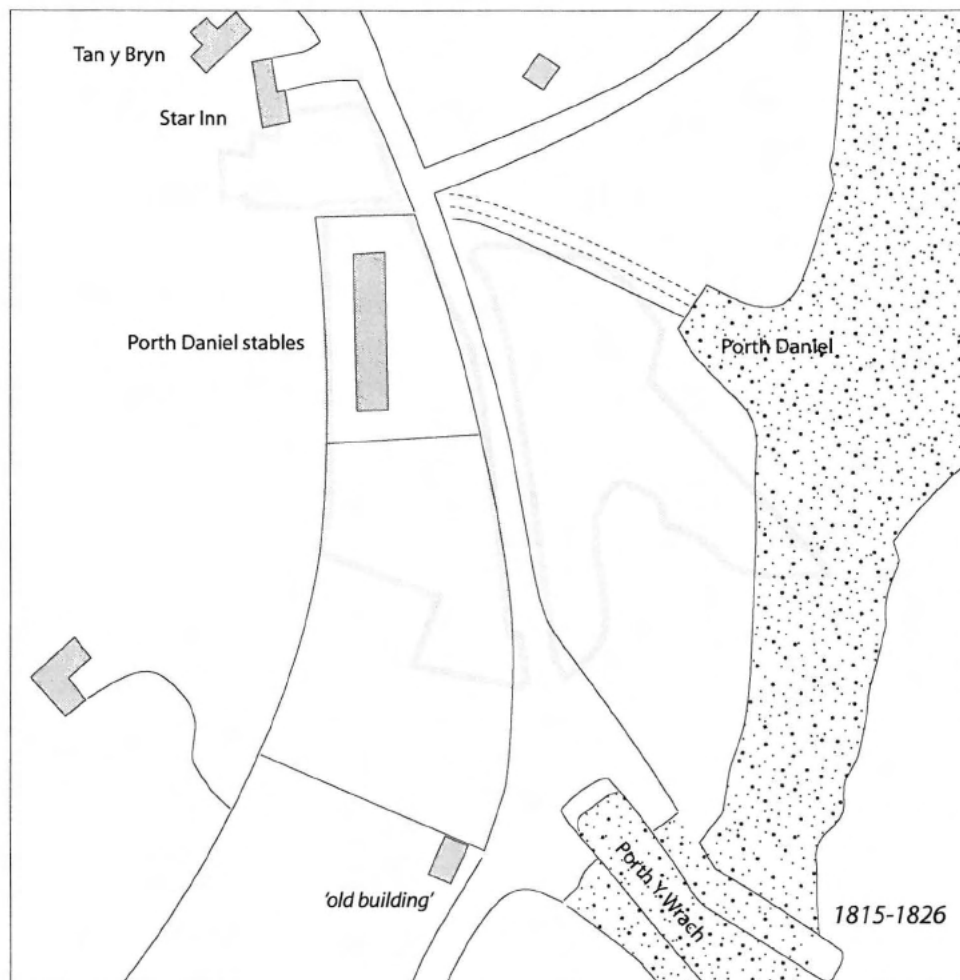 Tan y Bryn
Star Inn
Porth Daniel stables
Porth Daniel
'old building'
Porth Y Wrach
1815-1826